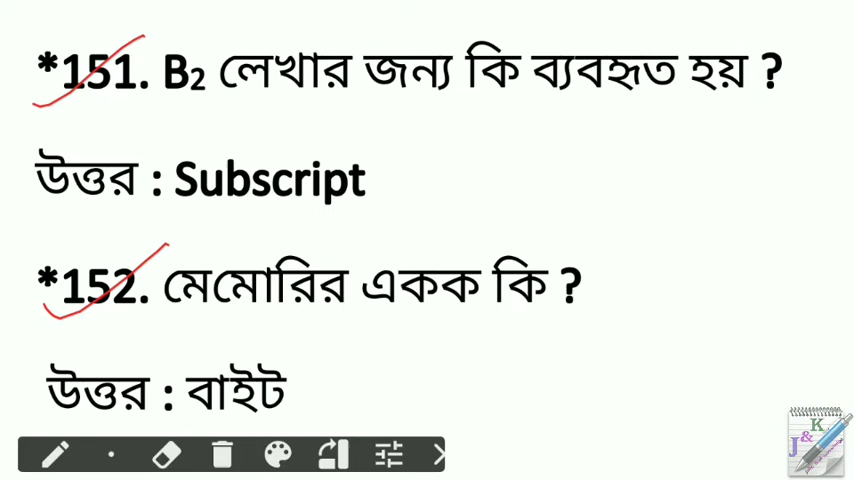 *151. B₂ লেখার জন্য কি ব্যবহৃত হয় ?
উত্তর : Subscript
*152. মেমোরির একক কি ?
উত্তর : বাইট
J & K